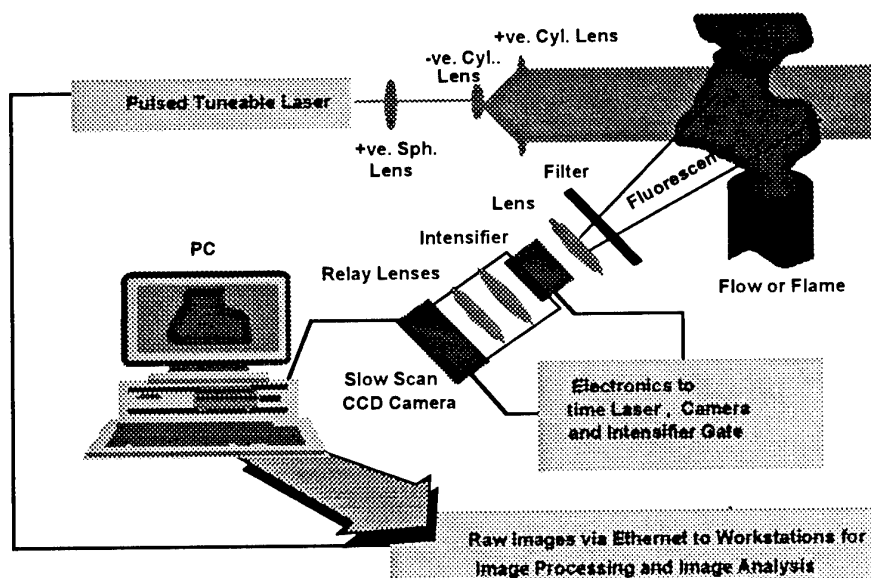 +ve. Cyl. Lens
-ve. Cyl..
Lens
Pulsed Tuneable Laser
+ve. Sph.
Lens
Filter
Fluorescen
Lens
Intensifier
PC
Relay Lenses
Flow or Flame
Slow Scan
CCD Camera
Electronics to
time Laser , Camera
and Intensifier Gate
Raw images via Ethernet to Workstations for
Image Processing and Image Analysis